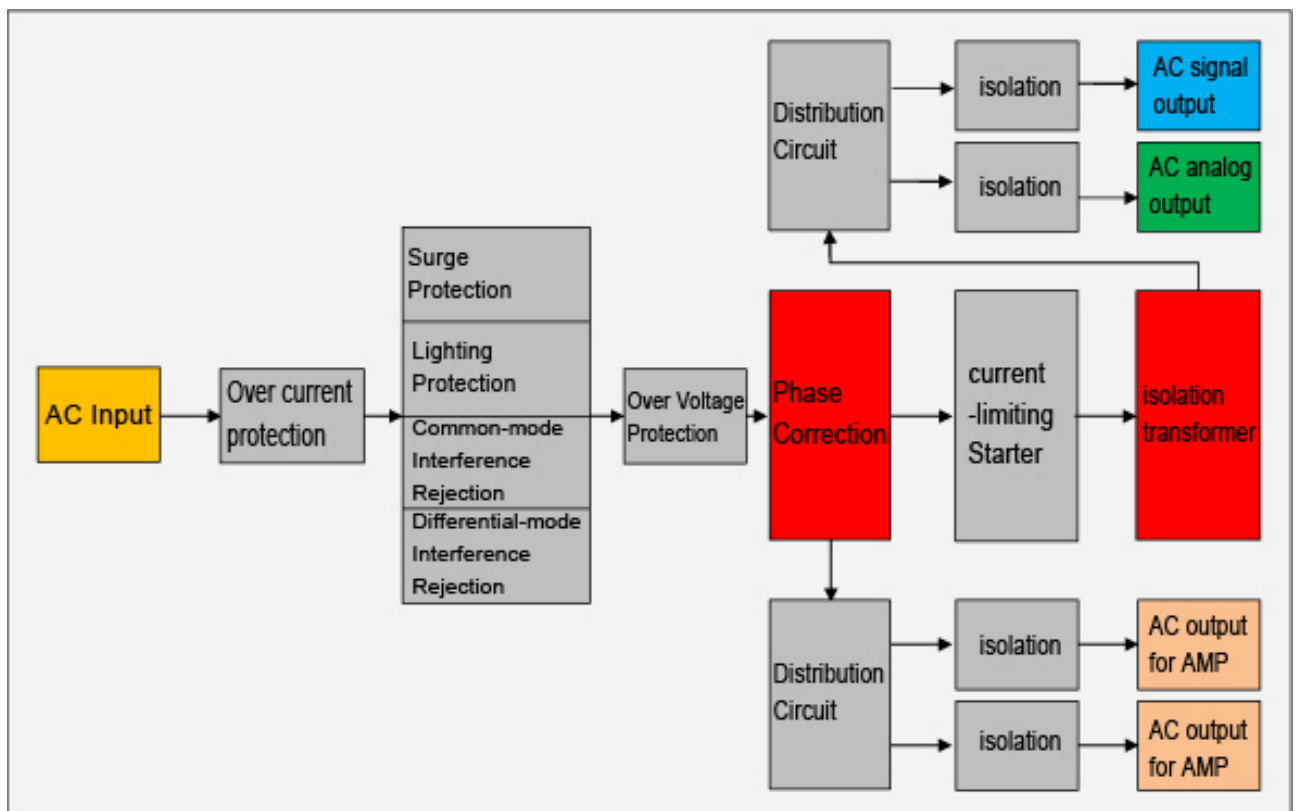 AC Input
Over current
protection
Surge
Protection
Lighting
Protection
Common-mode
Interference
Rejection
Differential-mode
Interference
Rejection
Over Voltage
Protection
Phase
Correction
current
-limiting
Starter
isolation
transformer
Distribution
Circuit
isolation
AC signal
output
isolation
AC analog
output
Distribution
Circuit
isolation
AC output
for AMP
isolation
AC output
for AMP